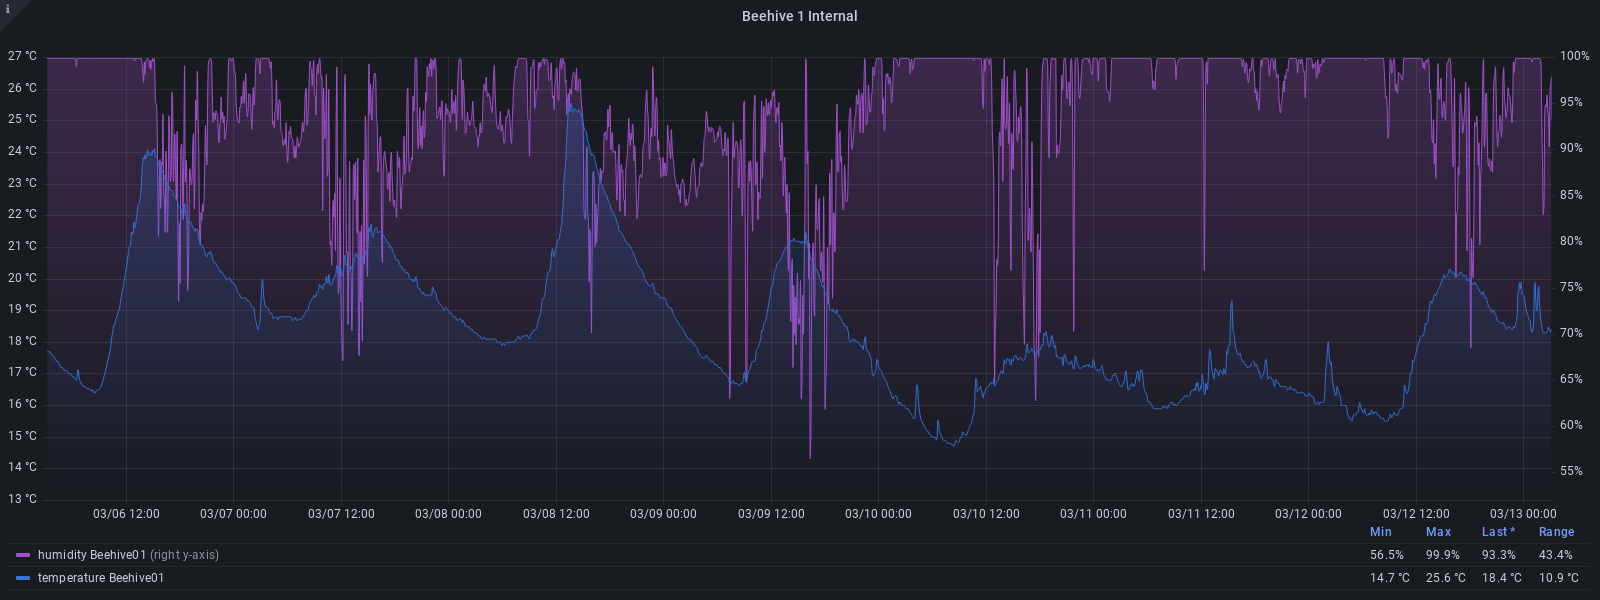 i
Beehive 1 Internal
27 °C 100%
26 °C 95%
25 °C 90%
24 °C 85%
23 °C 80%
22 °C 75%
21 °C 70%
20 °C 65%
19 °C 60%
18 °C 55%
17 °C
16 °C
15 °C
14 °C
13 °C
03/06 12:00 03/07 00:00 03/07 12:00 03/08 00:00 03/08 12:00 03/09 00:00 03/09 12:00 03/10 00:00 03/10 12:00 03/11 00:00 03/11 12:00 03/12 00:00 03/12 12:00 03/13 00:00
Min Max Last * Range
humidity Beehive01 (right y-axis) 56.5% 99.9% 93.3% 43.4%
temperature Beehive01 14.7 °C 25.6 °C 18.4 °C 10.9 °C